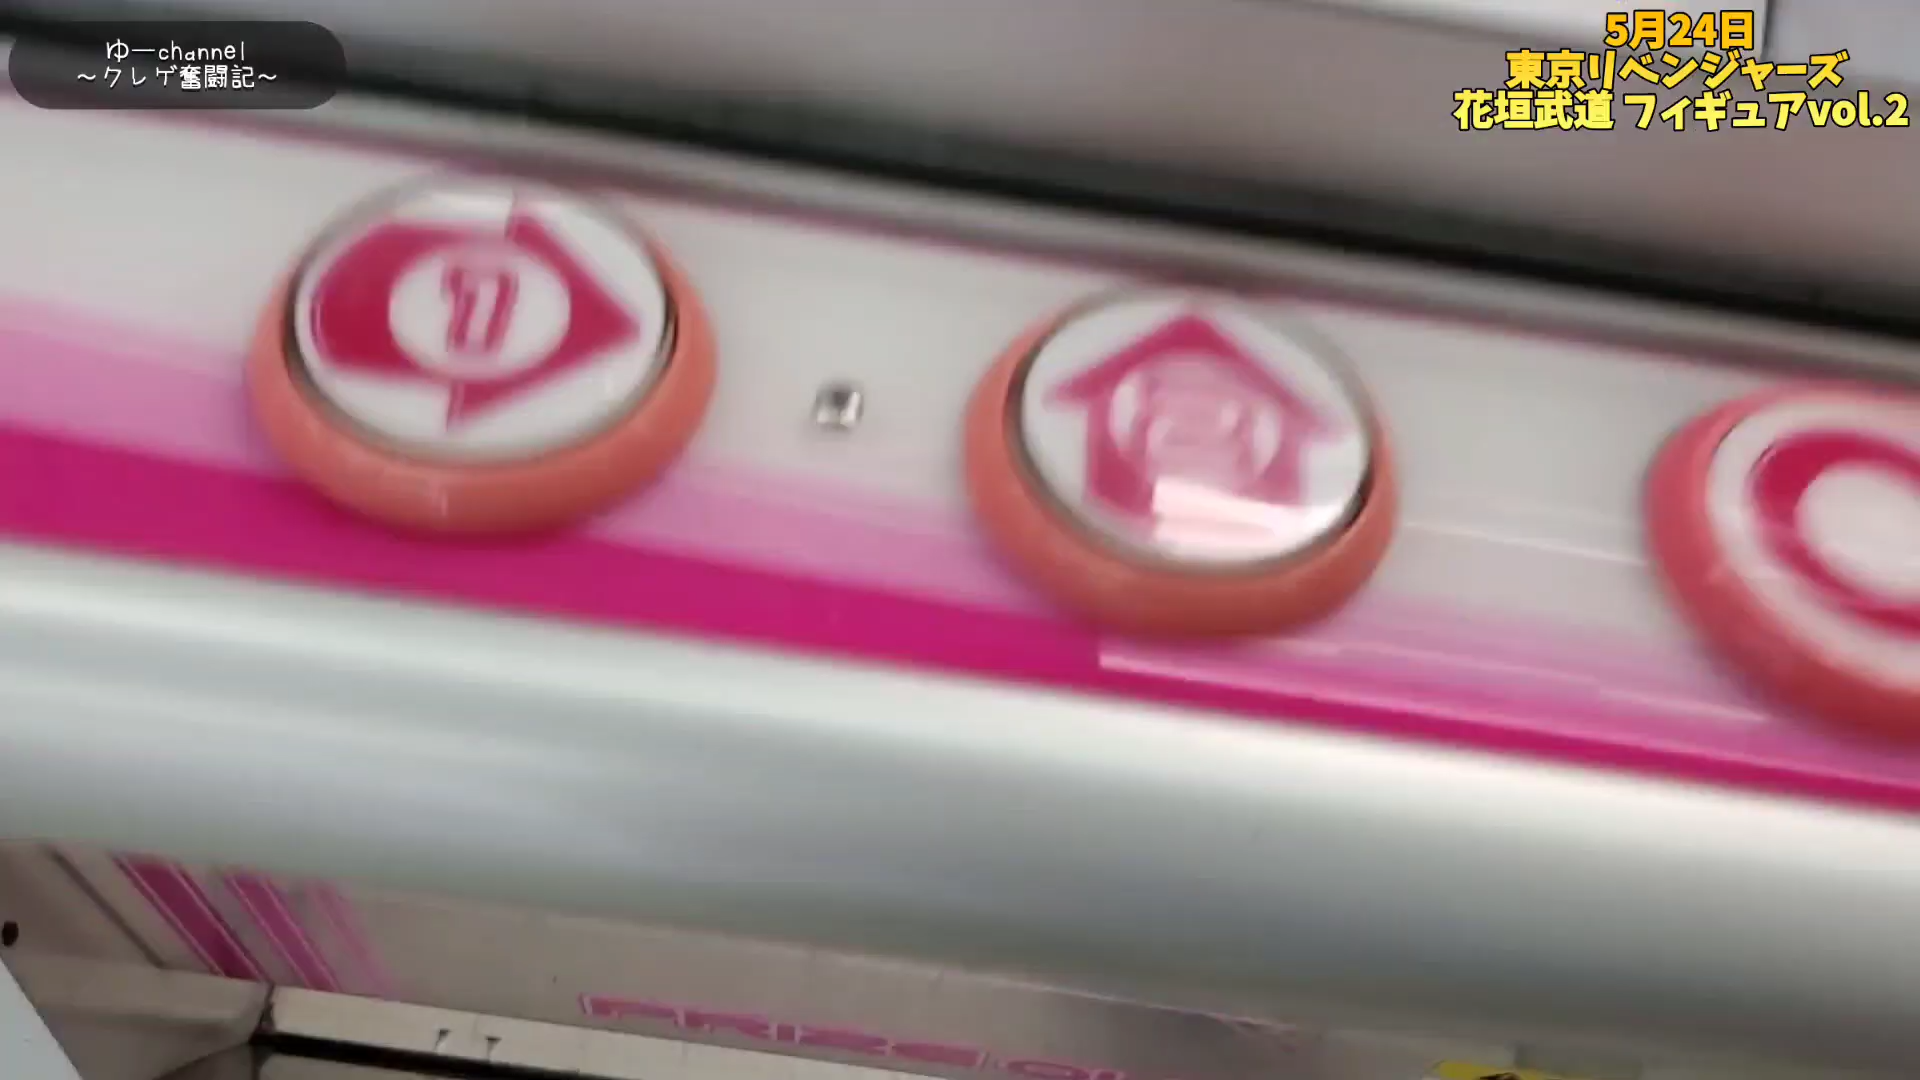 ゆーchannel
～クレゲ奮闘記～
5月24日
東京リベンジャーズ
花垣武道 フィギュアvol.2
1